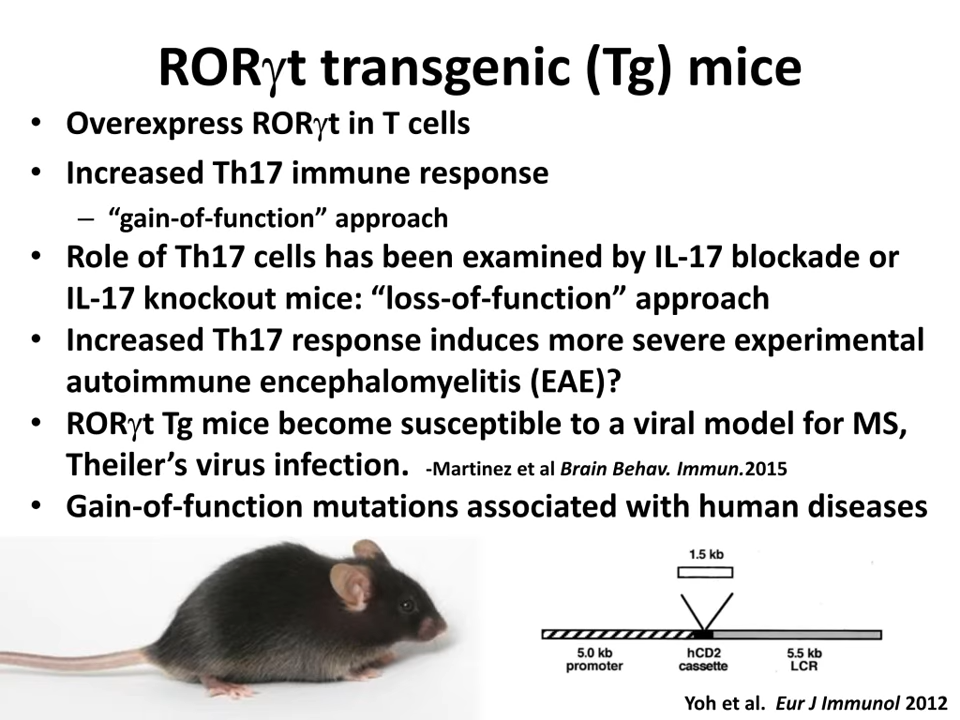 RORγt transgenic (Tg) mice
• Overexpress RORγt in T cells
• Increased Th17 immune response
– “gain-of-function” approach
• Role of Th17 cells has been examined by IL-17 blockade or
IL-17 knockout mice: “loss-of-function” approach
• Increased Th17 response induces more severe experimental
autoimmune encephalomyelitis (EAE)?
• RORγt Tg mice become susceptible to a viral model for MS,
Theiler’s virus infection. -Martinez et al Brain Behav. Immun.2015
• Gain-of-function mutations associated with human diseases
1.5 kb
5.0 kb
promoter
hCD2
cassette
5.5 kb
LCR
Yoh et al. Eur J Immunol 2012